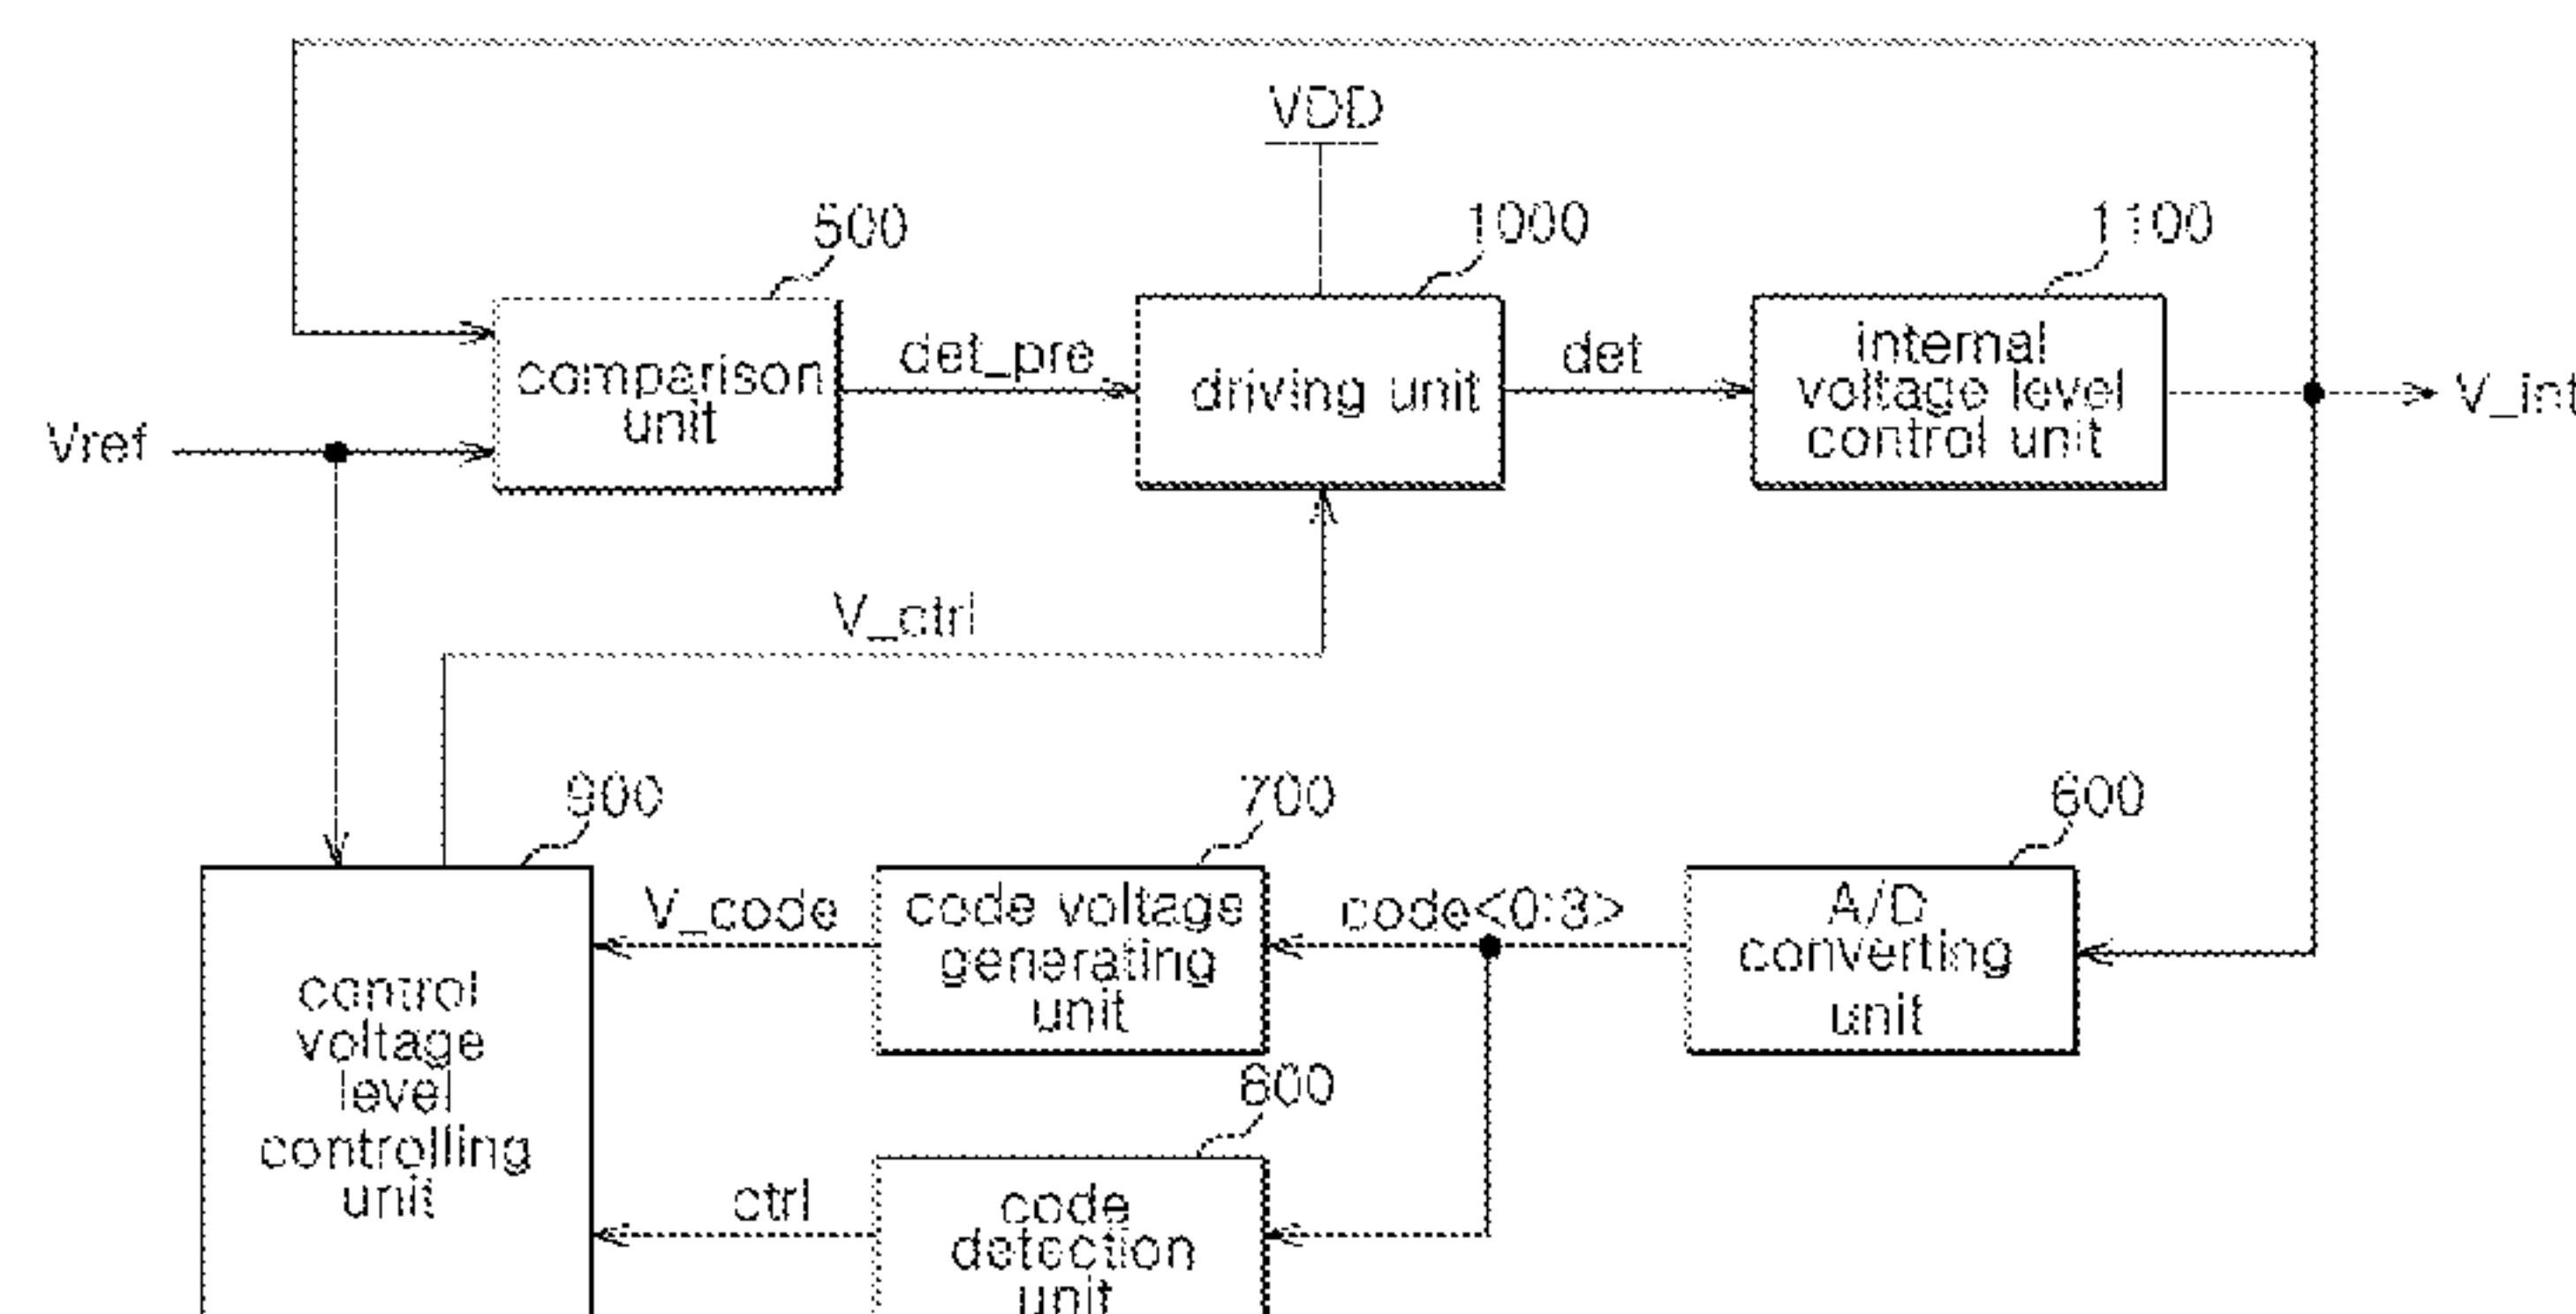 VDD
500
1000
1100
comparison
unit
det_pre
driving unit
det
internal
voltage level
control unit
V_int
Vref
V_ctrl
900
700
600
control
voltage
level
controlling
unit
V_code
code voltage
generating
unit
code<0:3>
A/D
converting
unit
800
ctrl
code
detection
unit